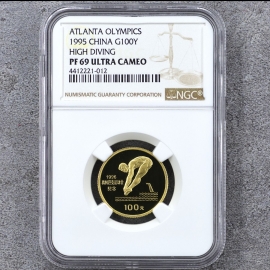 ATLANTA OLYMPICS
1995 CHINA G100Y
HIGH DIVING
PF 69 ULTRA CAMEO
4412221-012
NUMISMATIC GUARANTY CORPORATION
NGC
1995
100元